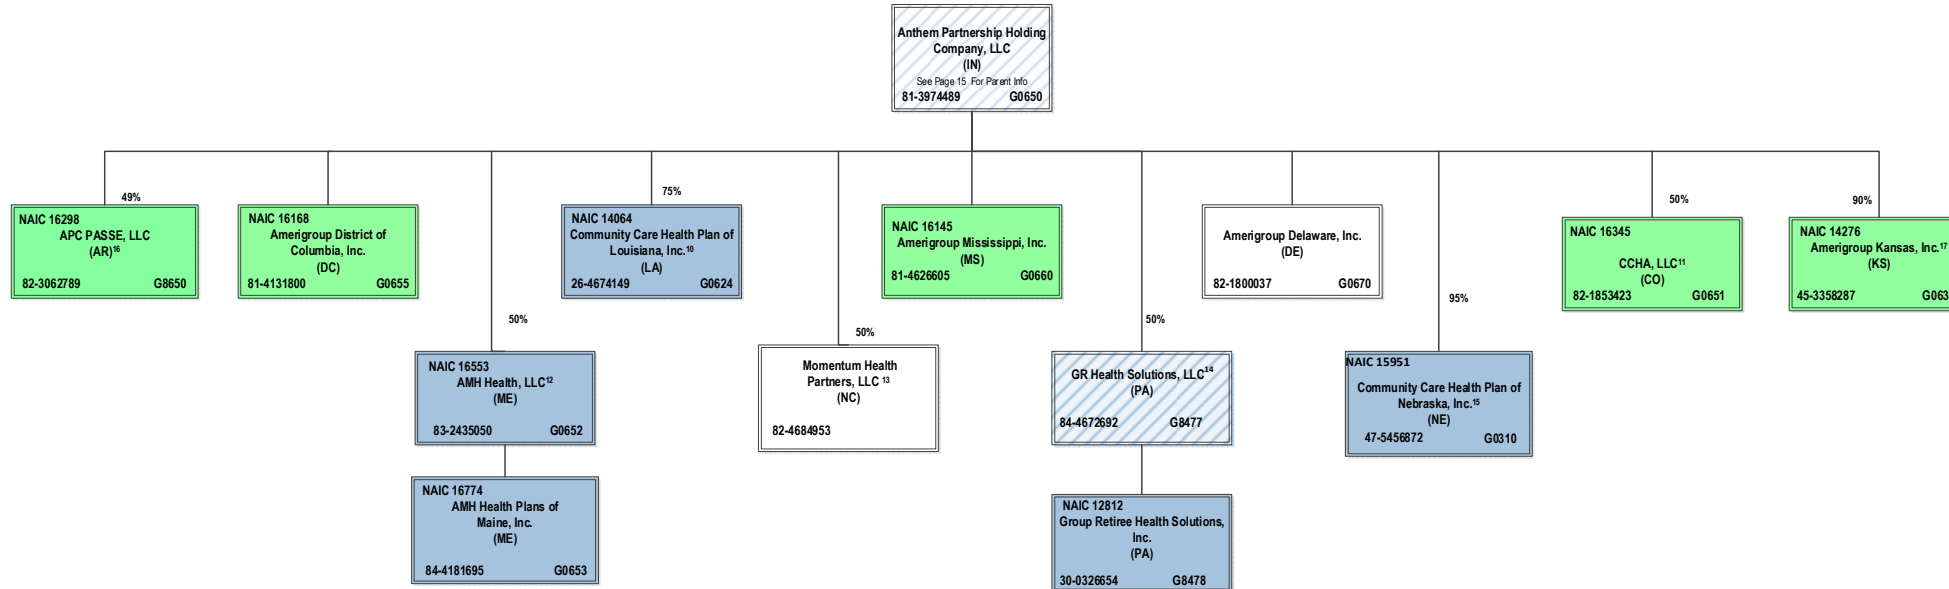 Anthem Partnership Holding
Company, LLC
(IN)
See Page 15 For Parent Info
81-3974489 G0650
49%
NAIC 16298
APC PASSE, LLC
(AR)16
82-3062789 G8650
NAIC 16168
Amerigroup District of
Columbia, Inc.
(DC)
81-4131800 G0655
75%
NAIC 14064
Community Care Health Plan of
Louisiana, Inc.10
(LA)
26-4674149 G0624
NAIC 16145
Amerigroup Mississippi, Inc.
(MS)
81-4626605 G0660
Amerigroup Delaware, Inc.
(DE)
82-1800037 G0670
50%
NAIC 16345
CCHA, LLC11
(CO)
82-1853423 G0651
90%
NAIC 14276
Amerigroup Kansas, Inc.17
(KS)
45-3358287 G063
50%
NAIC 16553
AMH Health, LLC12
(ME)
83-2435050 G0652
50%
Momentum Health
Partners, LLC 13
(NC)
82-4684953
50%
GR Health Solutions, LLC14
(PA)
84-4672692 G8477
95%
NAIC 15951
Community Care Health Plan of
Nebraska, Inc.15
(NE)
47-5456872 G0310
NAIC 16774
AMH Health Plans of
Maine, Inc.
(ME)
84-4181695 G0653
NAIC 12812
Group Retiree Health Solutions,
Inc.
(PA)
30-0326654 G8478